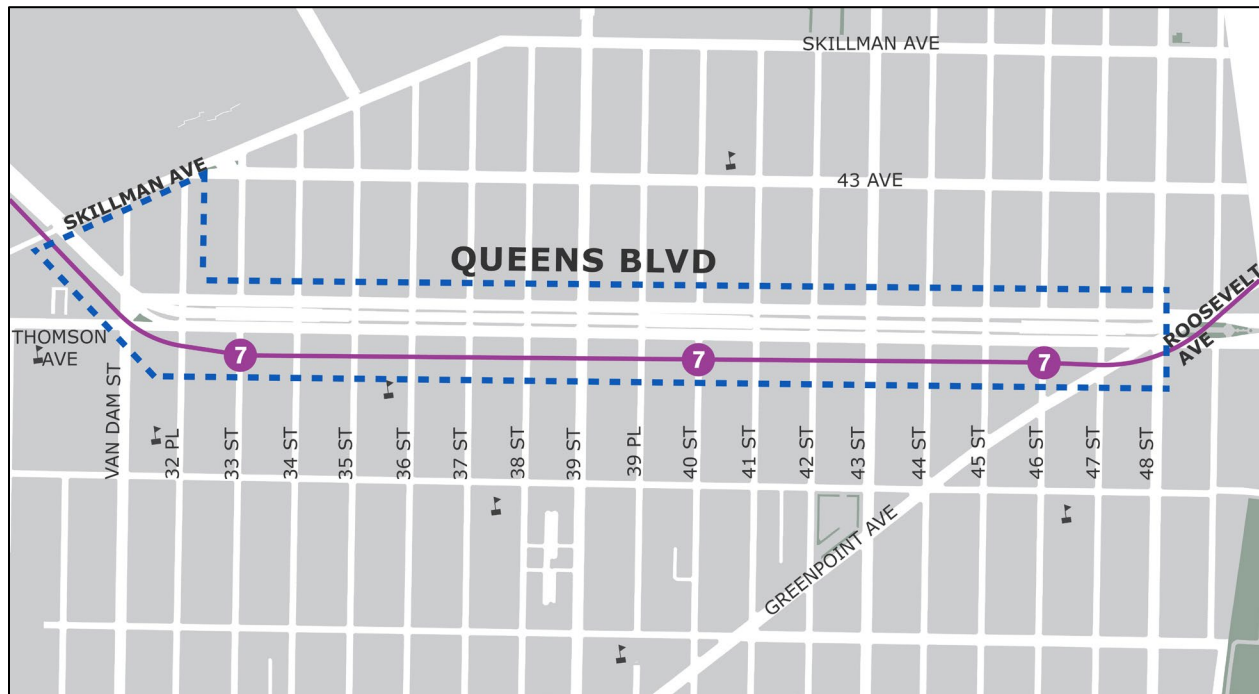 SKILLMAN AVE
43 AVE
SKILLMAN AVE
QUEENS BLVD
ROOSEVELT
AVE
THOMSON
AVE
7
7
7
VAN DAM ST
32 PL
33 ST
34 ST
35 ST
36 ST
37 ST
38 ST
39 ST
39 PL
40 ST
41 ST
42 ST
43 ST
44 ST
45 ST
46 ST
47 ST
48 ST
GREENPOINT AVE